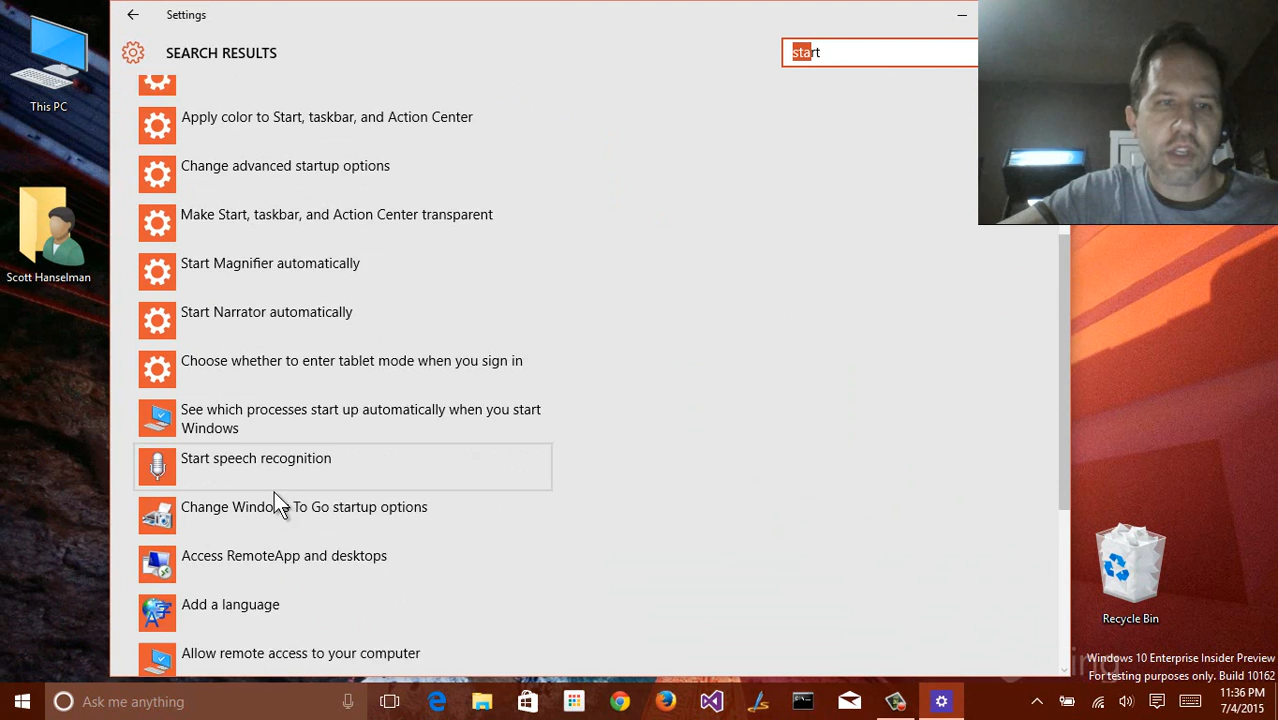 Settings
SEARCH RESULTS
start
This PC
Apply color to Start, taskbar, and Action Center
Change advanced startup options
Make Start, taskbar, and Action Center transparent
Scott Hanselman
Start Magnifier automatically
Start Narrator automatically
Choose whether to enter tablet mode when you sign in
See which processes start up automatically when you start
Windows
Start speech recognition
Change Windo To Go startup options
Access RemoteApp and desktops
Add a language
Recycle Bin
Allow remote access to your computer
Windows 10 Enterprise Insider Preview
For testing purposes only. Build 10162
Ask me anything
11:36 PM
7/4/2015